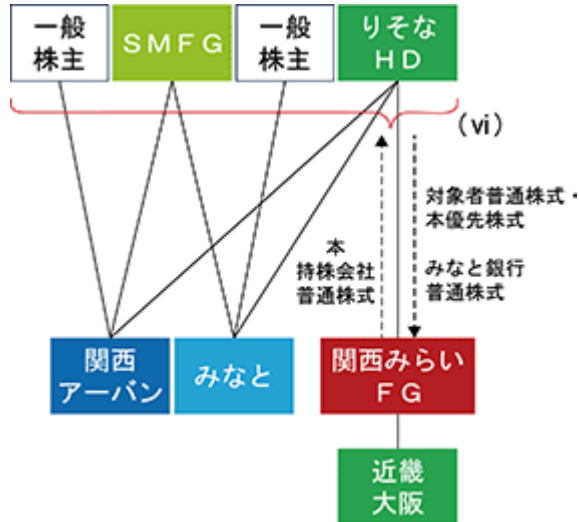 一般
株主
ＳＭＦＧ
一般
株主
りそな
ＨＤ
(vi)
対象者普通株式・
本優先株式
みなと銀行
普通株式
本
持株会社
普通株式
関西
アーバン
みなと
関西みらい
ＦＧ
近畿
大阪